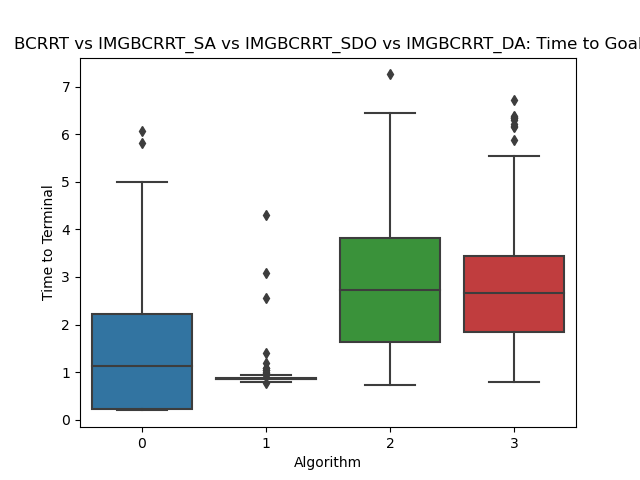 BCRRT vs IMGBCRRT_SA vs IMGBCRRT_SDO vs IMGBCRRT_DA: Time to Goal
7
6
5
4
3
2
1
0
Time to Terminal
0 1 2 3
Algorithm